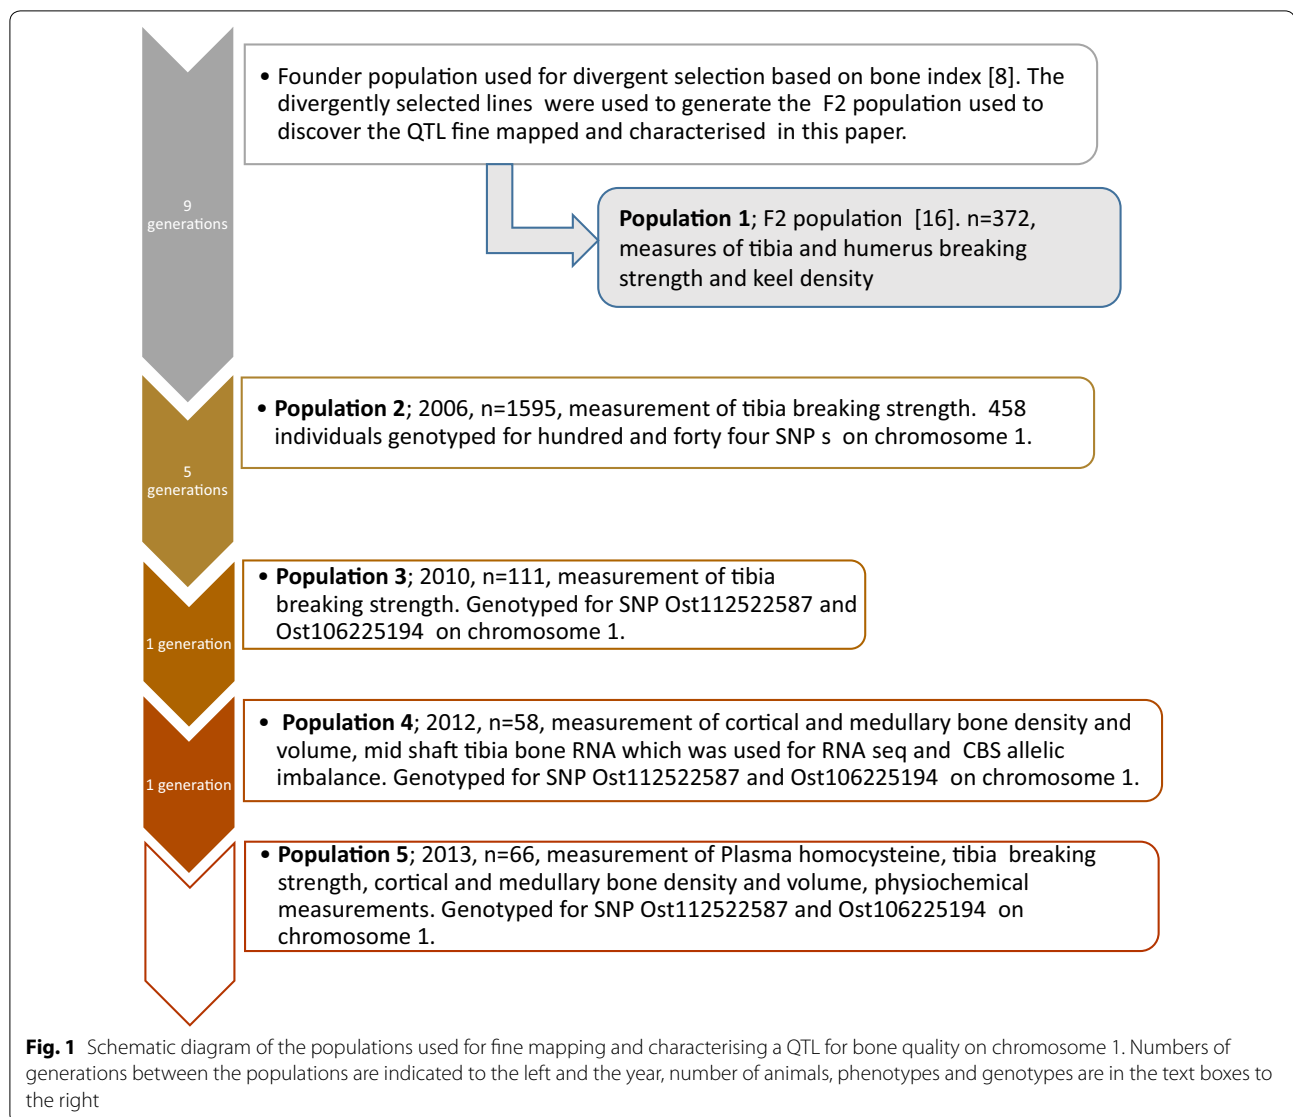 • Founder population used for divergent selection based on bone index [8]. The
divergently selected lines were used to generate the F2 population used to
discover the QTL fine mapped and characterised in this paper.
9
generations
Population 1; F2 population [16]. n=372,
measures of tibia and humerus breaking
strength and keel density
• Population 2; 2006, n=1595, measurement of tibia breaking strength. 458
individuals genotyped for hundred and forty four SNP s on chromosome 1.
5
generations
• Population 3; 2010, n=111, measurement of tibia
breaking strength. Genotyped for SNP Ost112522587 and
Ost106225194 on chromosome 1.
1 generation
• Population 4; 2012, n=58, measurement of cortical and medullary bone density and
volume, mid shaft tibia bone RNA which was used for RNA seq and CBS allelic
imbalance. Genotyped for SNP Ost112522587 and Ost106225194 on chromosome 1.
1 generation
• Population 5; 2013, n=66, measurement of Plasma homocysteine, tibia breaking
strength, cortical and medullary bone density and volume, physiochemical
measurements. Genotyped for SNP Ost112522587 and Ost106225194 on
chromosome 1.
Fig. 1 Schematic diagram of the populations used for fine mapping and characterising a QTL for bone quality on chromosome 1. Numbers of
generations between the populations are indicated to the left and the year, number of animals, phenotypes and genotypes are in the text boxes to
the right